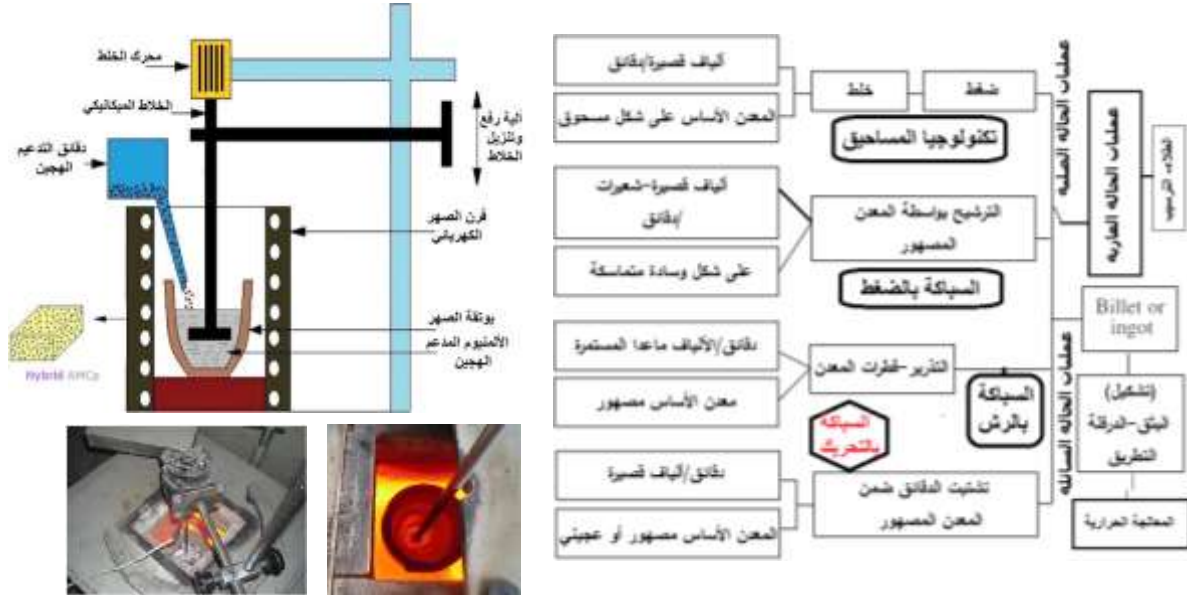 محرك الخلط
الخلاط الميكانيكي
آلية رفع
وتنزيل
الخلاط
دقائق التدعيم
الهجين
فرن الصهر
الكهربائي
بوتقة الصهر
الألمنيوم المدعم
الهجين
Hybrid AMCs
ألياف قصيرة/دقائق
المعدن الأساس على شكل مسحوق
خلط
ضغط
تكنولوجيا المساحيق
عمليات الحالة الصلبة
عمليات الحالة الغازية
الطلاء، الترسيب
ألياف قصيرة-شعيرات
/دقائق
على شكل وسادة متماسكة
الترشيح بواسطة المعدن
المصهور
السباكة بالضغط
دقائق/الألياف ماعدا المستمرة
معدن الأساس مصهور
التذرير-قطرات المعدن
السباكة
بالرش
السباكة
بالتحريك
دقائق/ألياف قصيرة
المعدن الأساس مصهور أو عجيني
تشتيت الدقائق ضمن
المعدن المصهور
عمليات الحالة السائلة
Billet or
ingot
(تشكيل)
البثق-الدرفلة
التطريق
المعالجة الحرارية